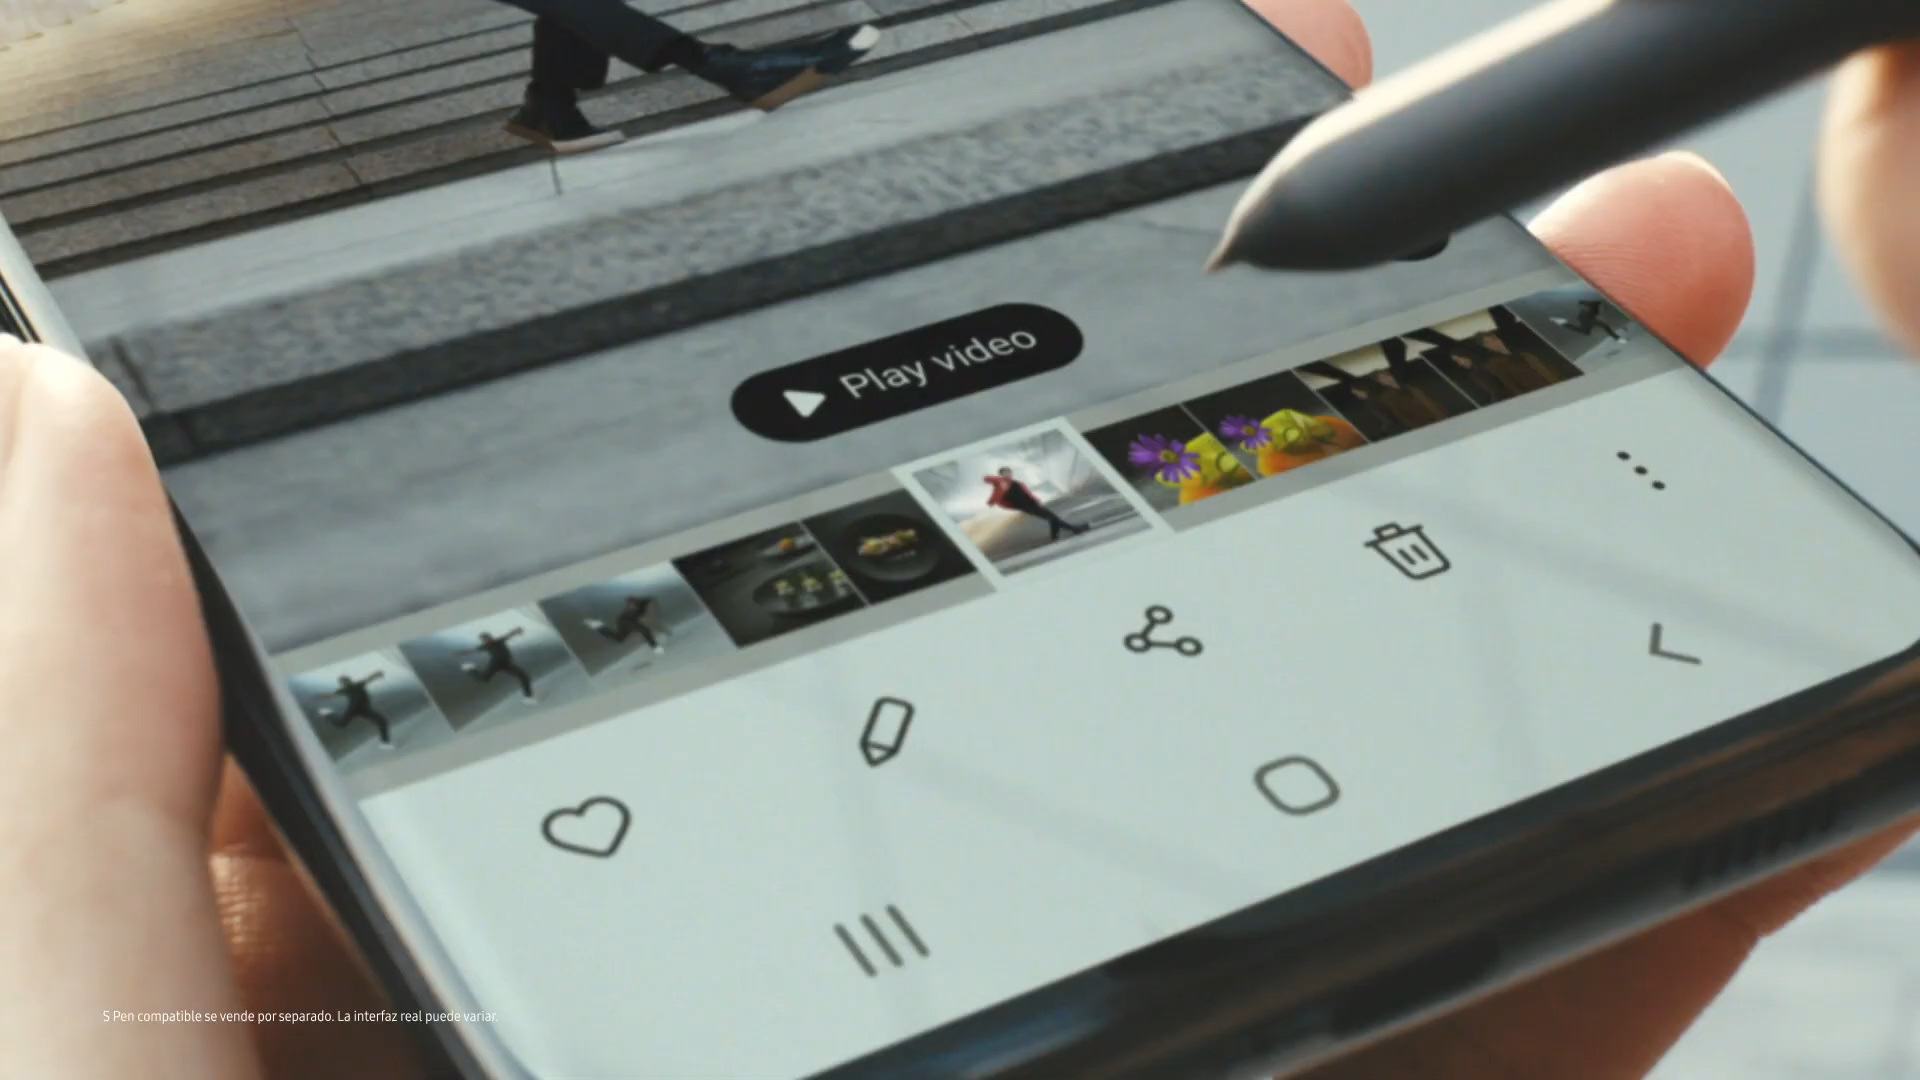 Play video
S Pen compatible se vende por separado. La interfaz real puede variar.